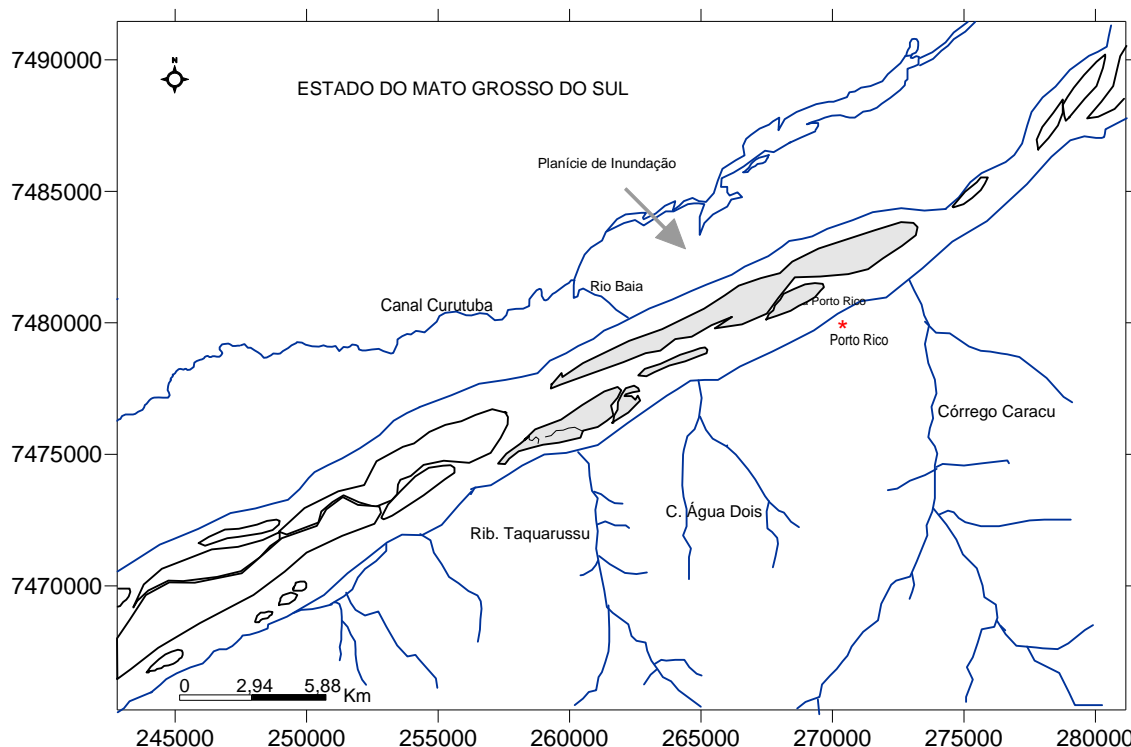 7490000
N
ESTADO DO MATO GROSSO DO SUL
Planície de Inundação
7485000
Rio Baia
Canal Curutuba
Porto Rico
7480000
*
Porto Rico
Córrego Caracu
7475000
C. Água Dois
Rib. Taquarussu
7470000
0 2,94 5,88
Km
245000 250000 255000 260000 265000 270000 275000 28000